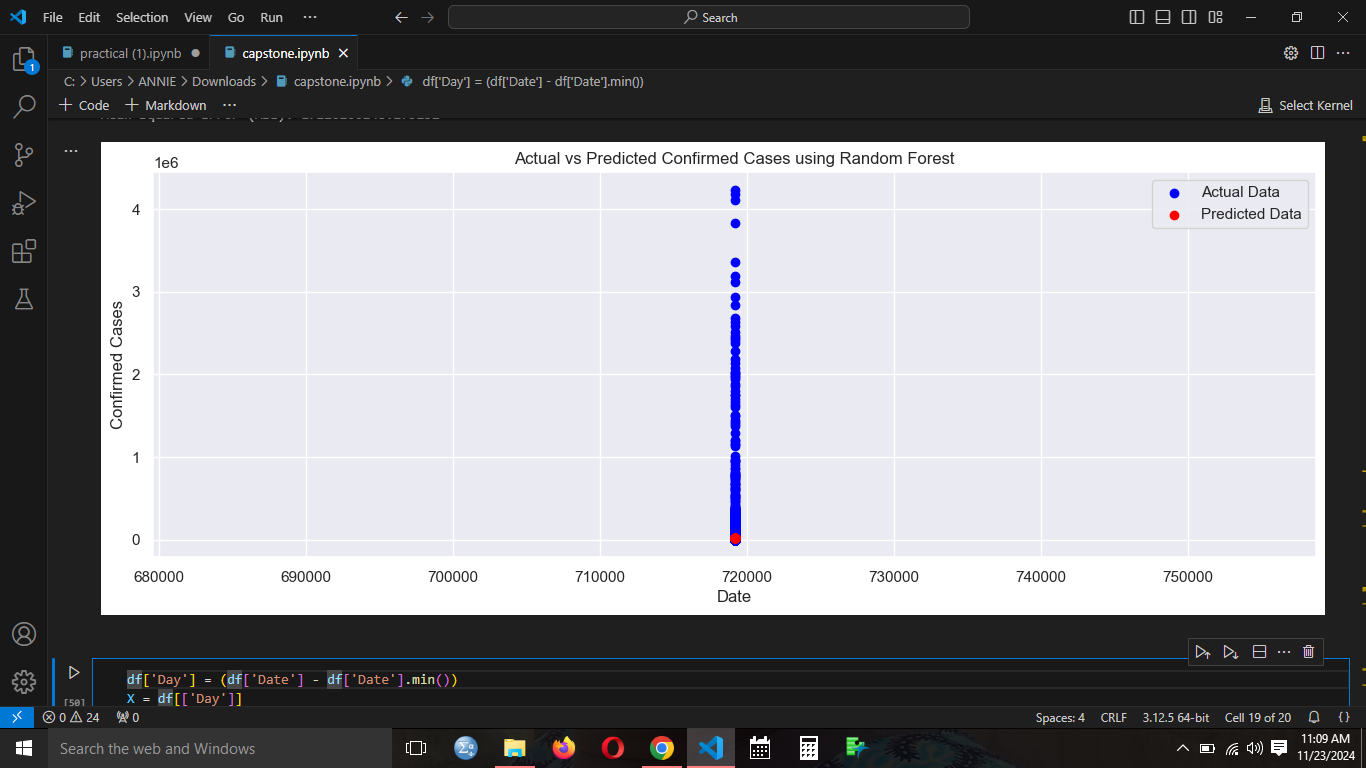 File Edit Selection View Go Run ··· Search
practical (1).ipynb capstone.ipynb
C: > Users > ANNIE > Downloads > capstone.ipynb > df['Day'] = (df['Date'] - df['Date'].min())
+ Code + Markdown ··· Select Kernel
Actual vs Predicted Confirmed Cases using Random Forest
1e6
Actual Data
Predicted Data
4
3
2
1
0
Confirmed Cases
680000 690000 700000 710000 720000 730000 740000 750000
Date
df['Day'] = (df['Date'] - df['Date'].min())
[50]
X = df[['Day']]
0 24 0 Spaces: 4 CRLF 3.12.5 64-bit Cell 19 of 20
Search the web and Windows
11:09 AM
11/23/2024
1